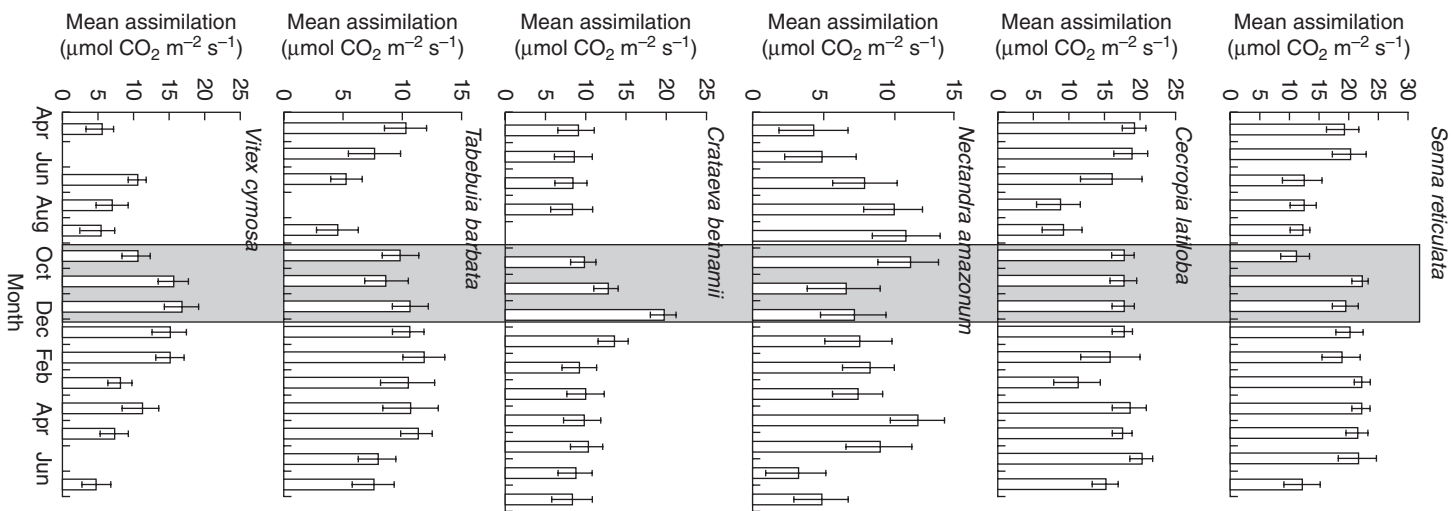 Mean assimilation
(μmol CO₂ m⁻² s⁻¹)
0 5 10 15 20 25
Vitex cymosa
Mean assimilation
(μmol CO₂ m⁻² s⁻¹)
0 5 10 15
Tabebuia barbata
Mean assimilation
(μmol CO₂ m⁻² s⁻¹)
0 5 10 15 20 25
Crataeva betnamii
Mean assimilation
(μmol CO₂ m⁻² s⁻¹)
0 5 10 15
Nectandra amazonum
Mean assimilation
(μmol CO₂ m⁻² s⁻¹)
0 5 10 15 20 25
Cecropia latiloba
Mean assimilation
(μmol CO₂ m⁻² s⁻¹)
0 5 10 15 20 25 30
Senna reticulata
Apr Jun Aug Oct Dec Feb Apr Jun
Month